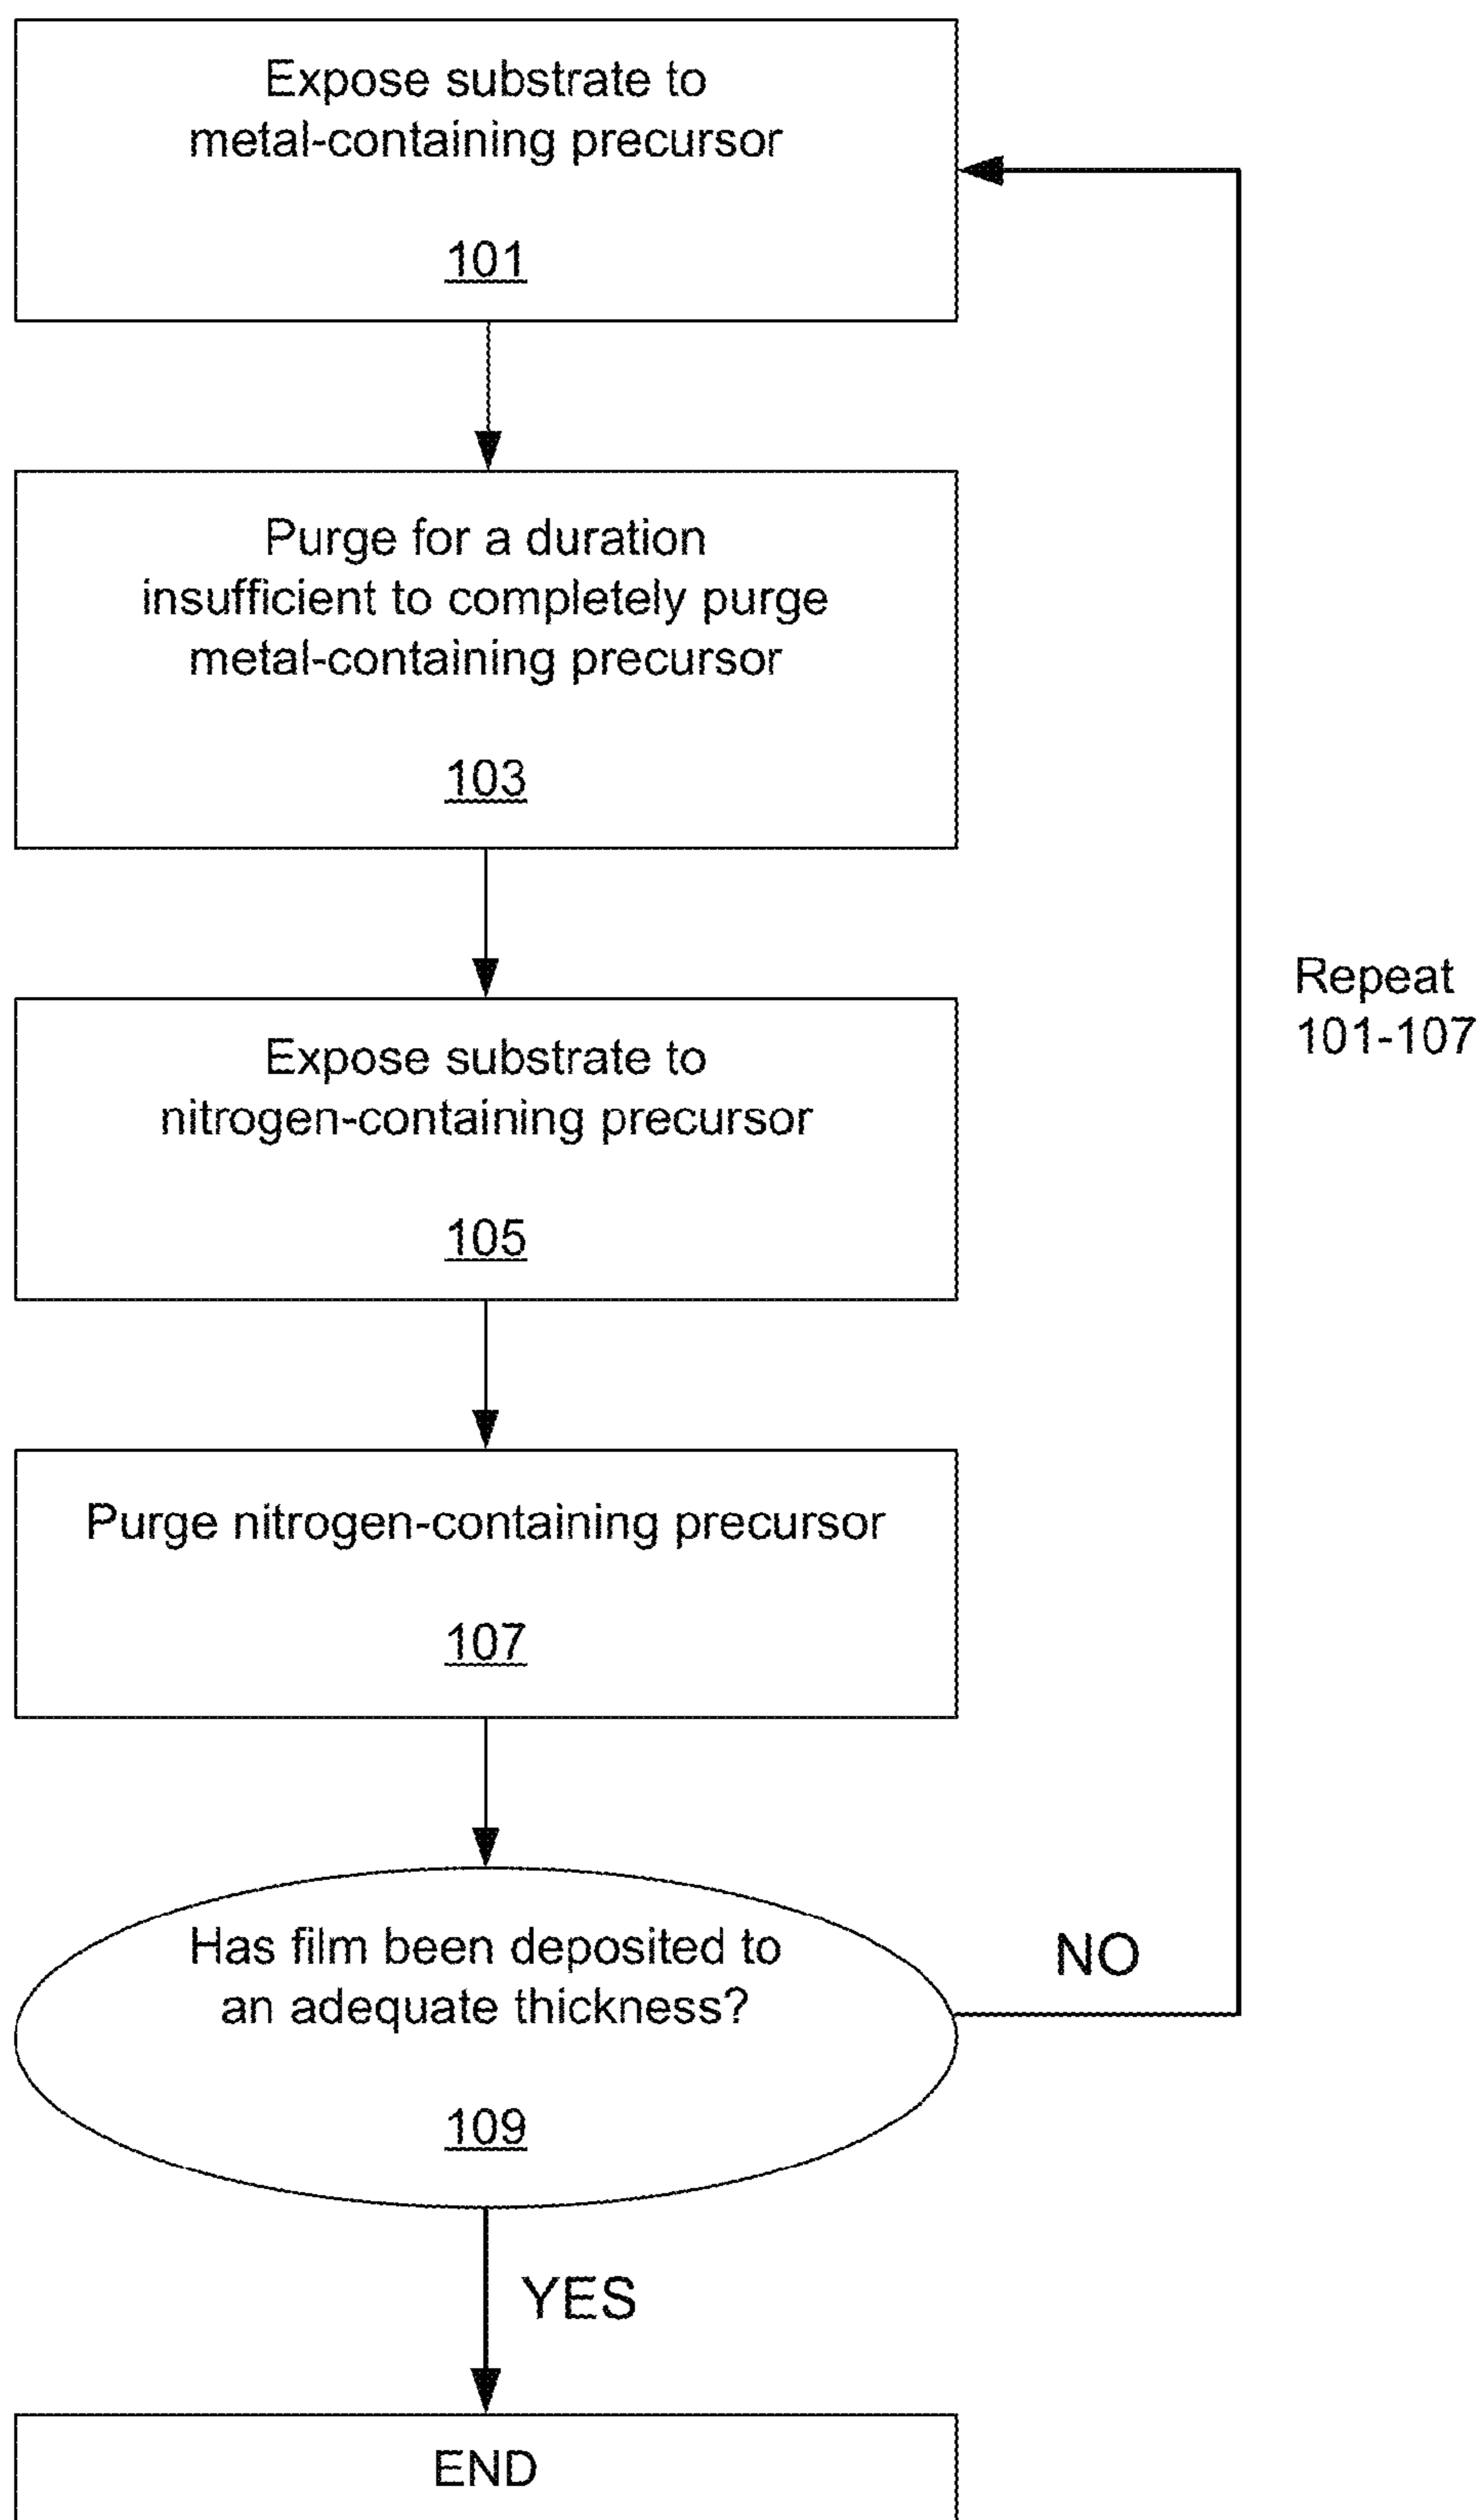 Expose substrate to
metal-containing precursor
101
Purge for a duration
insufficient to completely purge
metal-containing precursor
103
Expose substrate to
nitrogen-containing precursor
105
Repeat
101-107
Purge nitrogen-containing precursor
107
Has film been deposited to
an adequate thickness?
109
NO
YES
END